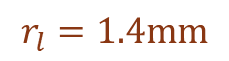 r_l = 1.4mm